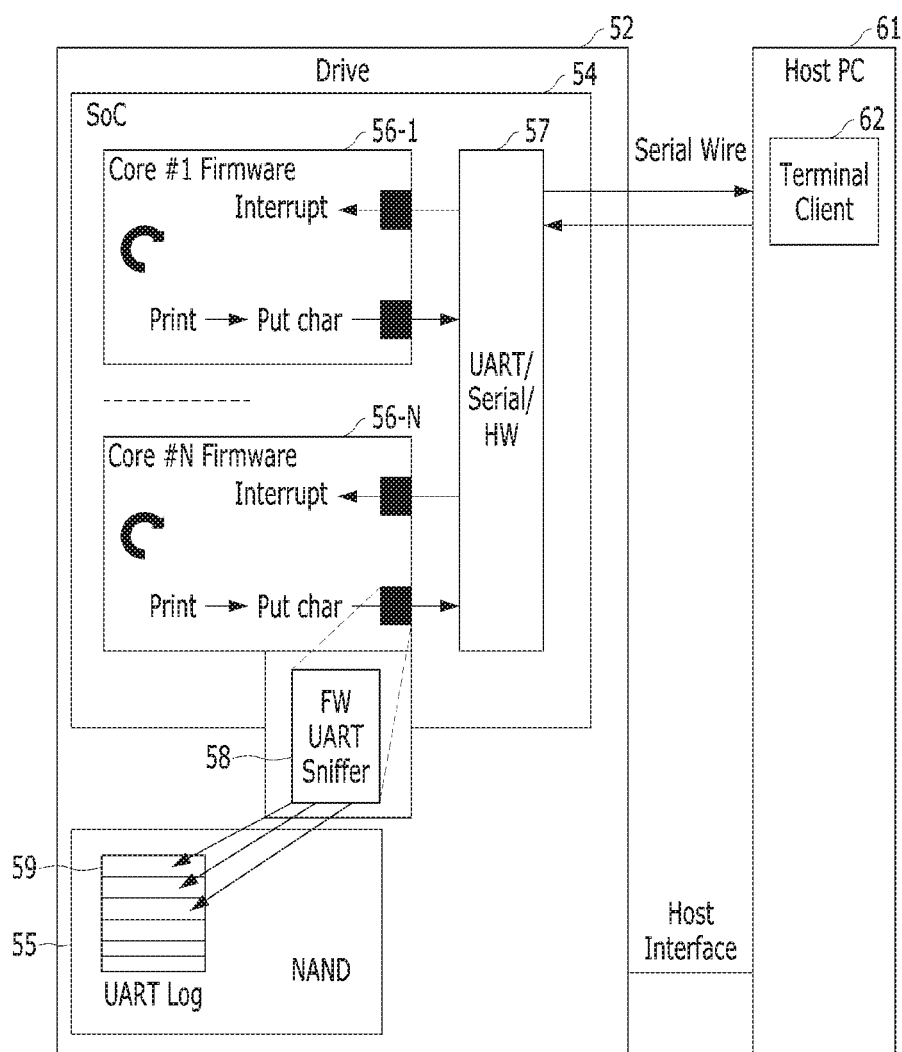 52
61
Drive
Host PC
54
SoC
62
56-1
57
Serial Wire
Core #1 Firmware
Terminal
Client
Interrupt
Print
Put char
UART/
Serial/
HW
56-N
Core #N Firmware
Interrupt
Print
Put char
FW
UART
Sniffer
58
59
55
Host
Interface
NAND
UART Log